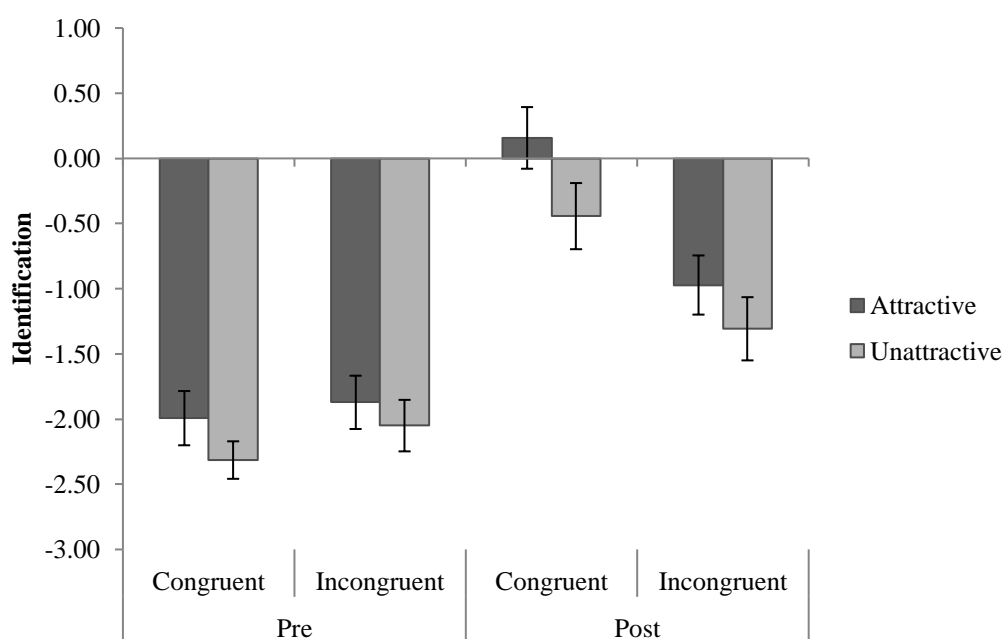 1.00
0.50
0.00
-0.50
-1.00
-1.50
-2.00
-2.50
-3.00
Identification
Attractive
Unattractive
Congruent Incongruent Congruent Incongruent
Pre Post